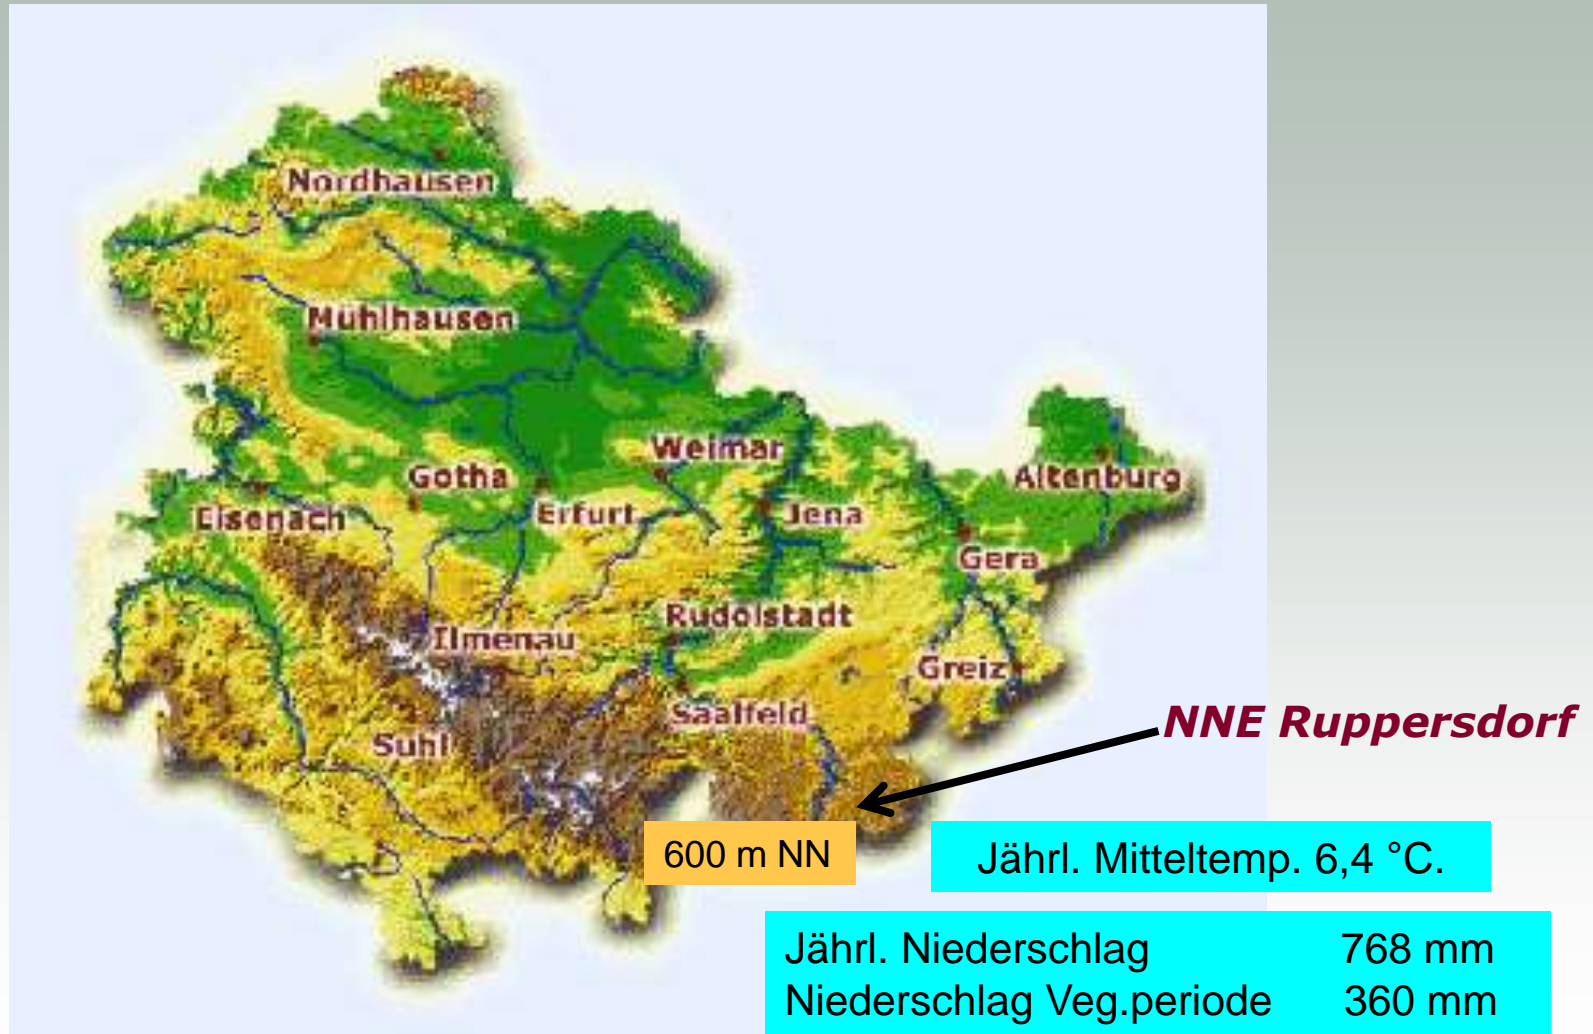 Nordhausen
Mühlhausen
Weimar
Gotha
Altenburg
Eisenach
Erfurt
Jena
Gera
Rudolstadt
Ilmenau
Greiz
Saalfeld
NNE Ruppersdorf
Suhl
600 m NN
Jährl. Mitteltemp. 6,4 °C.
Jährl. Niederschlag 768 mm
Niederschlag Veg.periode 360 mm